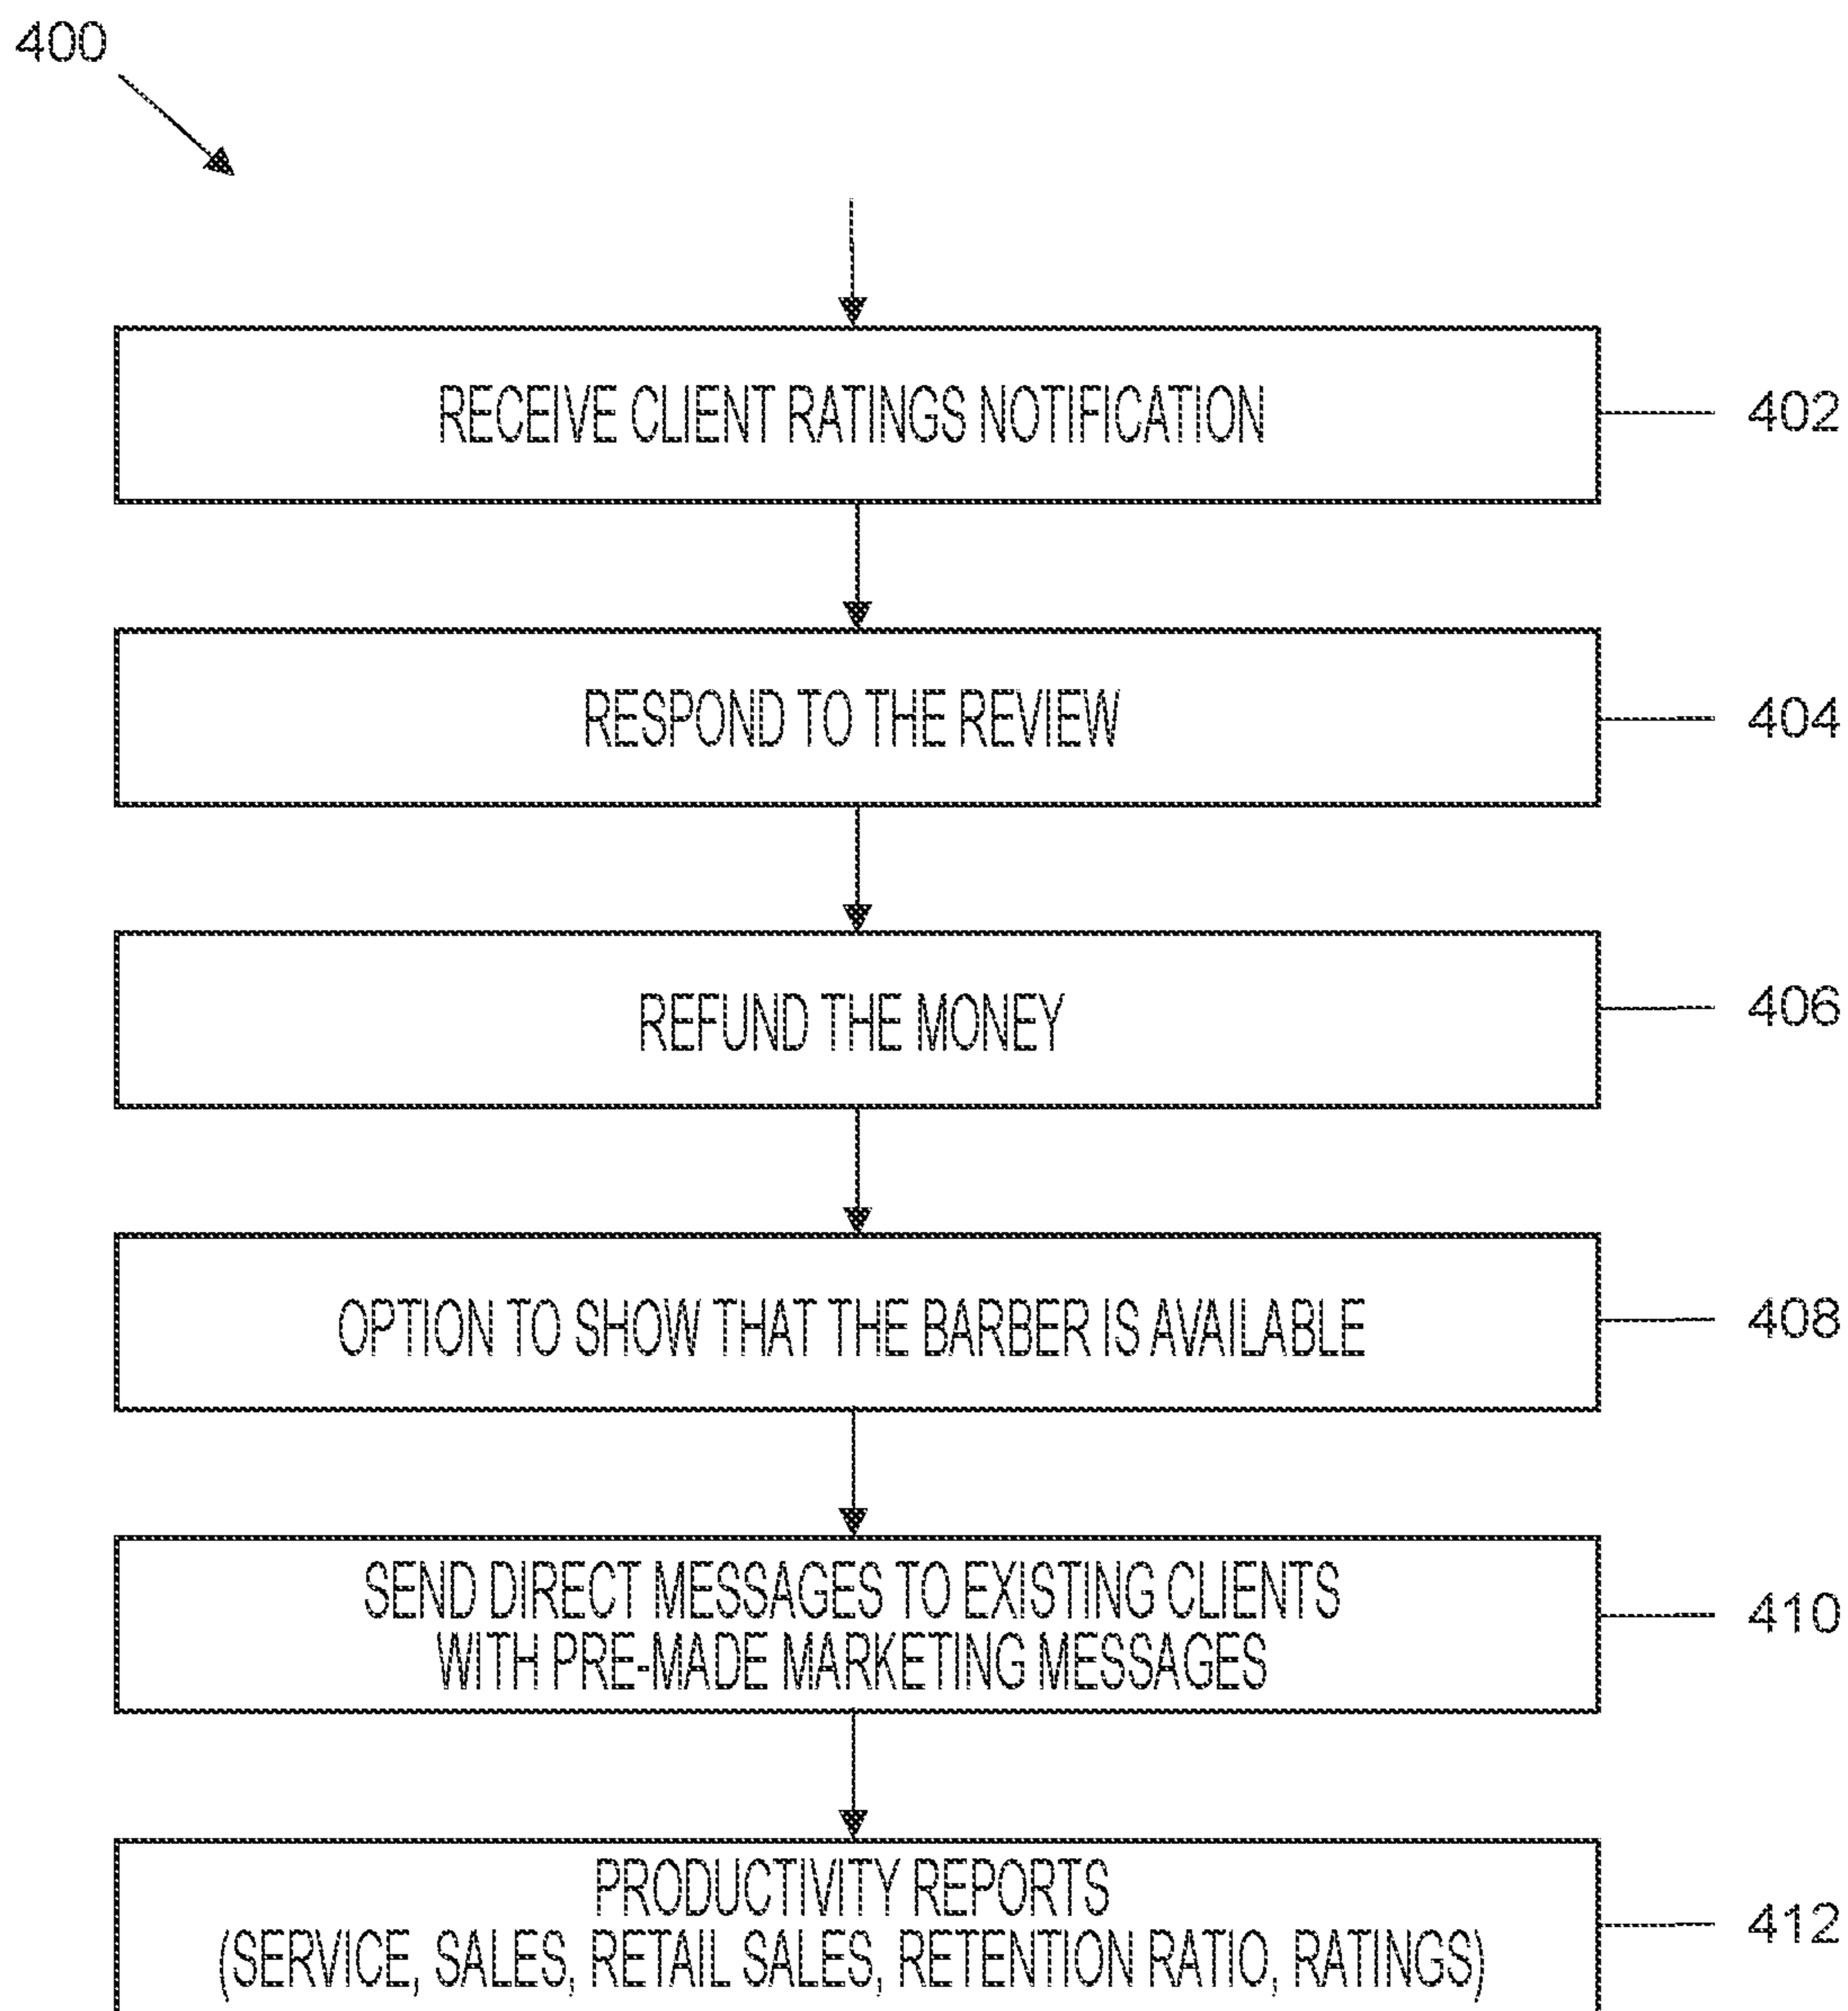 400
RECEIVE CLIENT RATINGS NOTIFICATION
402
RESPOND TO THE REVIEW
404
REFUND THE MONEY
406
OPTION TO SHOW THAT THE BARBER IS AVAILABLE
408
SEND DIRECT MESSAGES TO EXISTING CLIENTS
WITH PRE-MADE MARKETING MESSAGES
410
PRODUCTIVITY REPORTS
(SERVICE, SALES, RETAIL SALES, RETENTION RATIO, RATINGS)
412